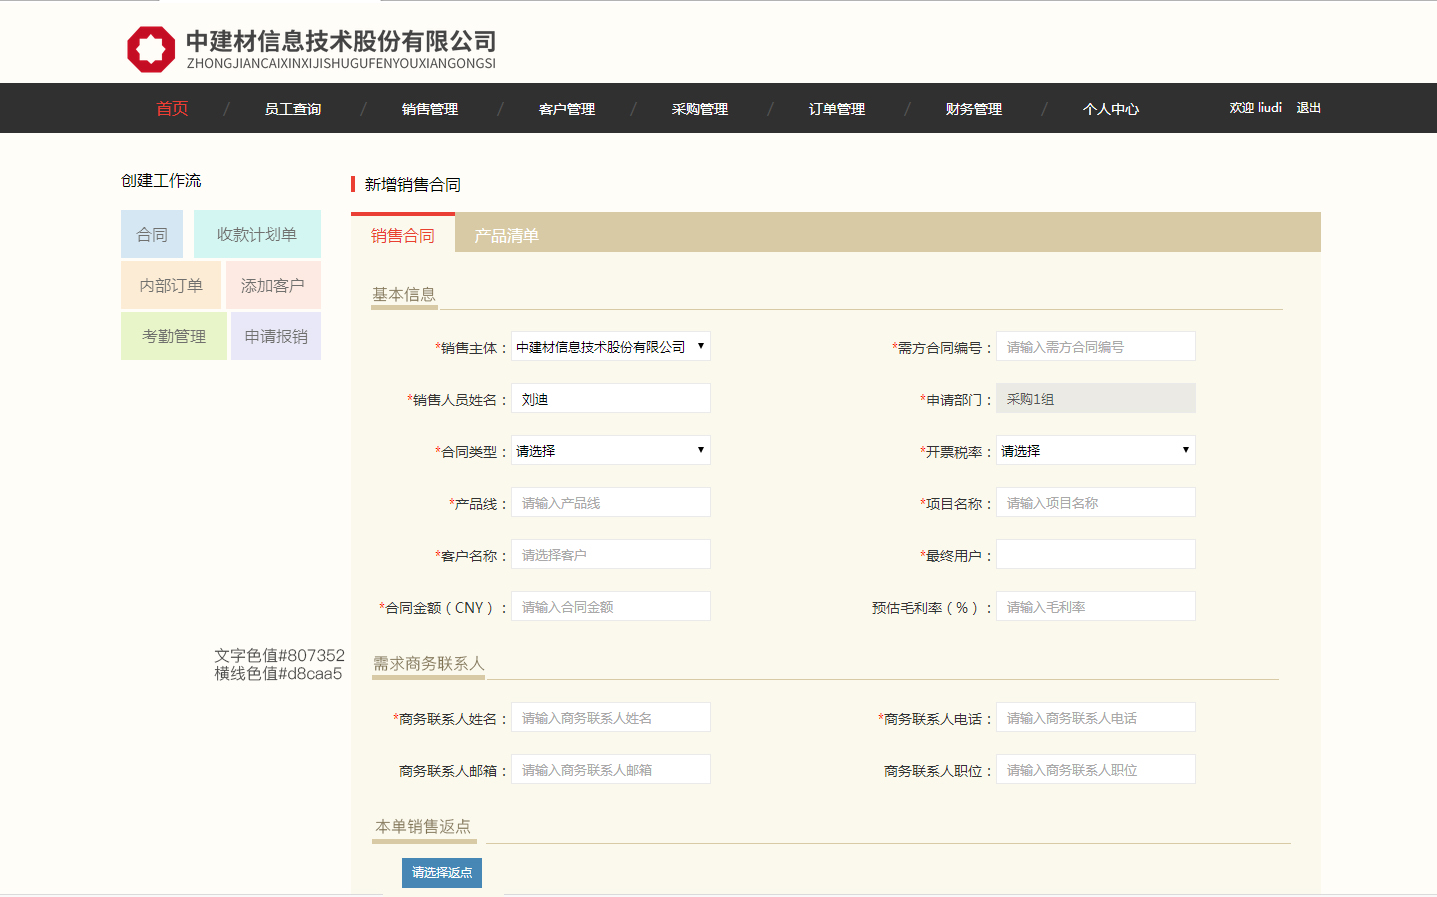 中建材信息技术股份有限公司
ZHONGJIANCAIXINXIJISHUGUFENYOUXIANGONGSI
首页 / 员工查询 / 销售管理 / 客户管理 / 采购管理 / 订单管理 / 财务管理 / 个人中心 欢迎 liudi 退出
创建工作流
合同 收款计划单
内部订单 添加客户
考勤管理 申请报销
新增销售合同
销售合同 产品清单
基本信息
*销售主体： 中建材信息技术股份有限公司 *需方合同编号： 请输入需方合同编号
*销售人员姓名： 刘迪 *申请部门： 采购1组
*合同类型： 请选择 *开票税率： 请选择
*产品线： 请输入产品线 *项目名称： 请输入项目名称
*客户名称： 请选择客户 *最终用户：
*合同金额（CNY）： 请输入合同金额 预估毛利率（%）： 请输入毛利率
文字色值#807352
横线色值#d8caa5
需求商务联系人
*商务联系人姓名： 请输入商务联系人姓名 *商务联系人电话： 请输入商务联系人电话
商务联系人邮箱： 请输入商务联系人邮箱 商务联系人职位： 请输入商务联系人职位
本单销售返点
请选择返点